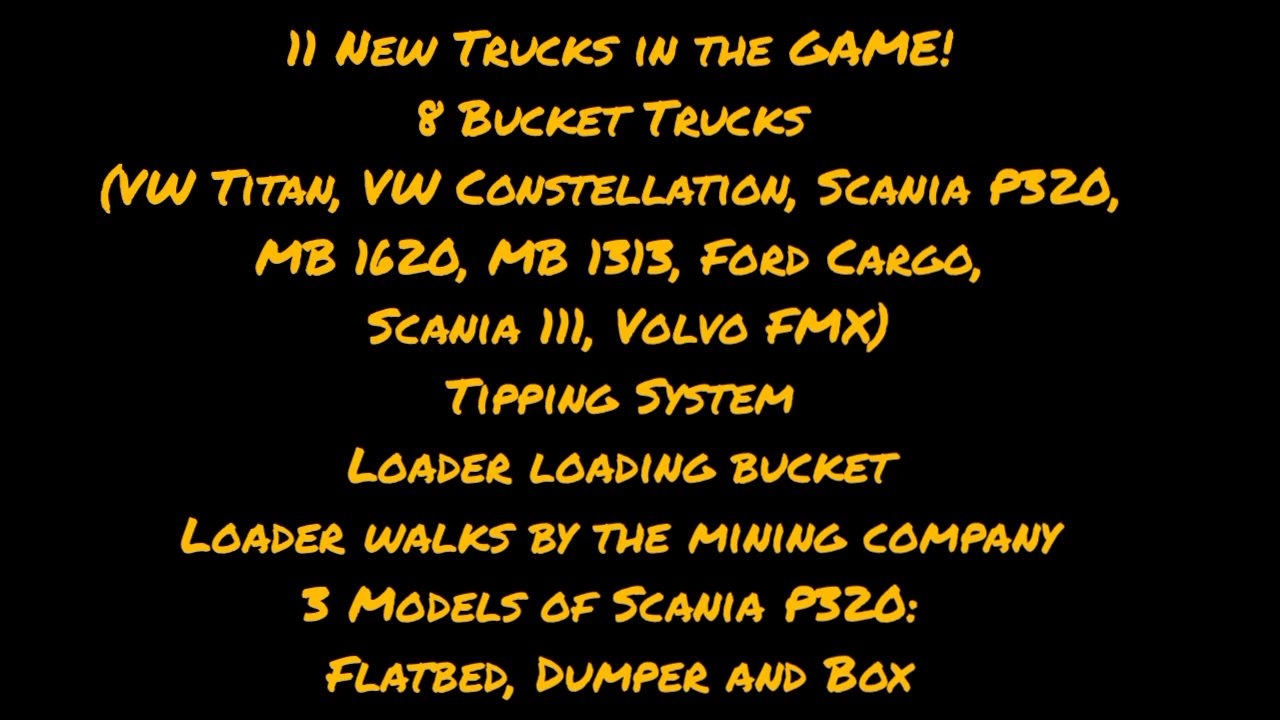 11 New Trucks in the GAME!
8 Bucket Trucks
(VW Titan, VW Constellation, Scania P320,
MB 1620, MB 1313, Ford Cargo,
Scania 111, Volvo FMX)
Tipping System
Loader loading bucket
Loader walks by the mining company
3 Models of Scania P320:
Flatbed, Dumper and Box